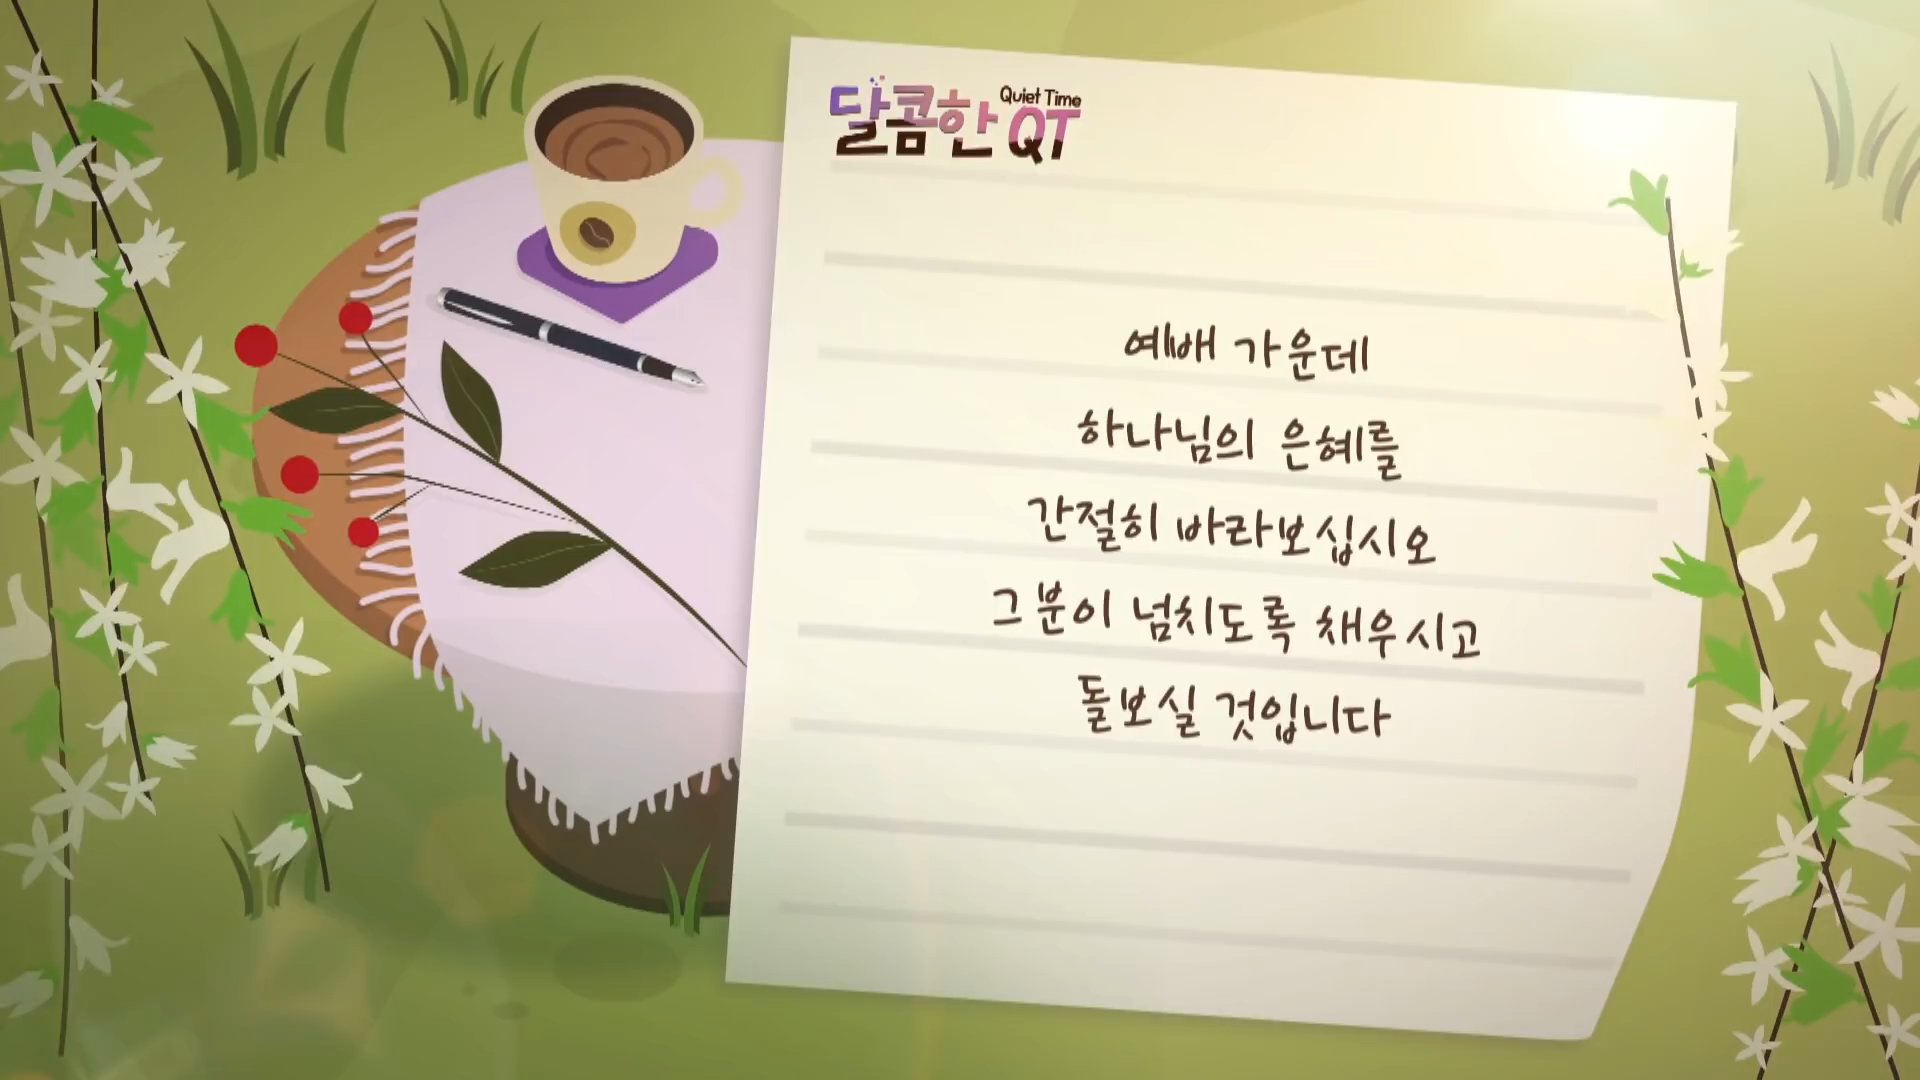 달콤한 QT
Quiet Time
예배 가운데
하나님의 은혜를
간절히 바라보십시오
그분이 넘치도록 채우시고
돌보실 것입니다